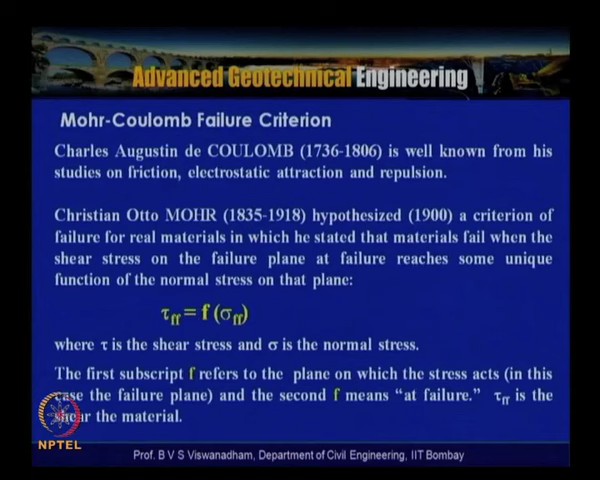 Advanced Geotechnical Engineering
Mohr-Coulomb Failure Criterion
Charles Augustin de COULOMB (1736-1806) is well known from his
studies on friction, electrostatic attraction and repulsion.
Christian Otto MOHR (1835-1918) hypothesized (1900) a criterion of
failure for real materials in which he stated that materials fail when the
shear stress on the failure plane at failure reaches some unique
function of the normal stress on that plane:
τff = f (σff)
where τ is the shear stress and σ is the normal stress.
The first subscript f refers to the plane on which the stress acts (in this
case the failure plane) and the second f means “at failure.” τff is the
shear the material.
NPTEL
Prof. B V S Viswanadham, Department of Civil Engineering, IIT Bombay